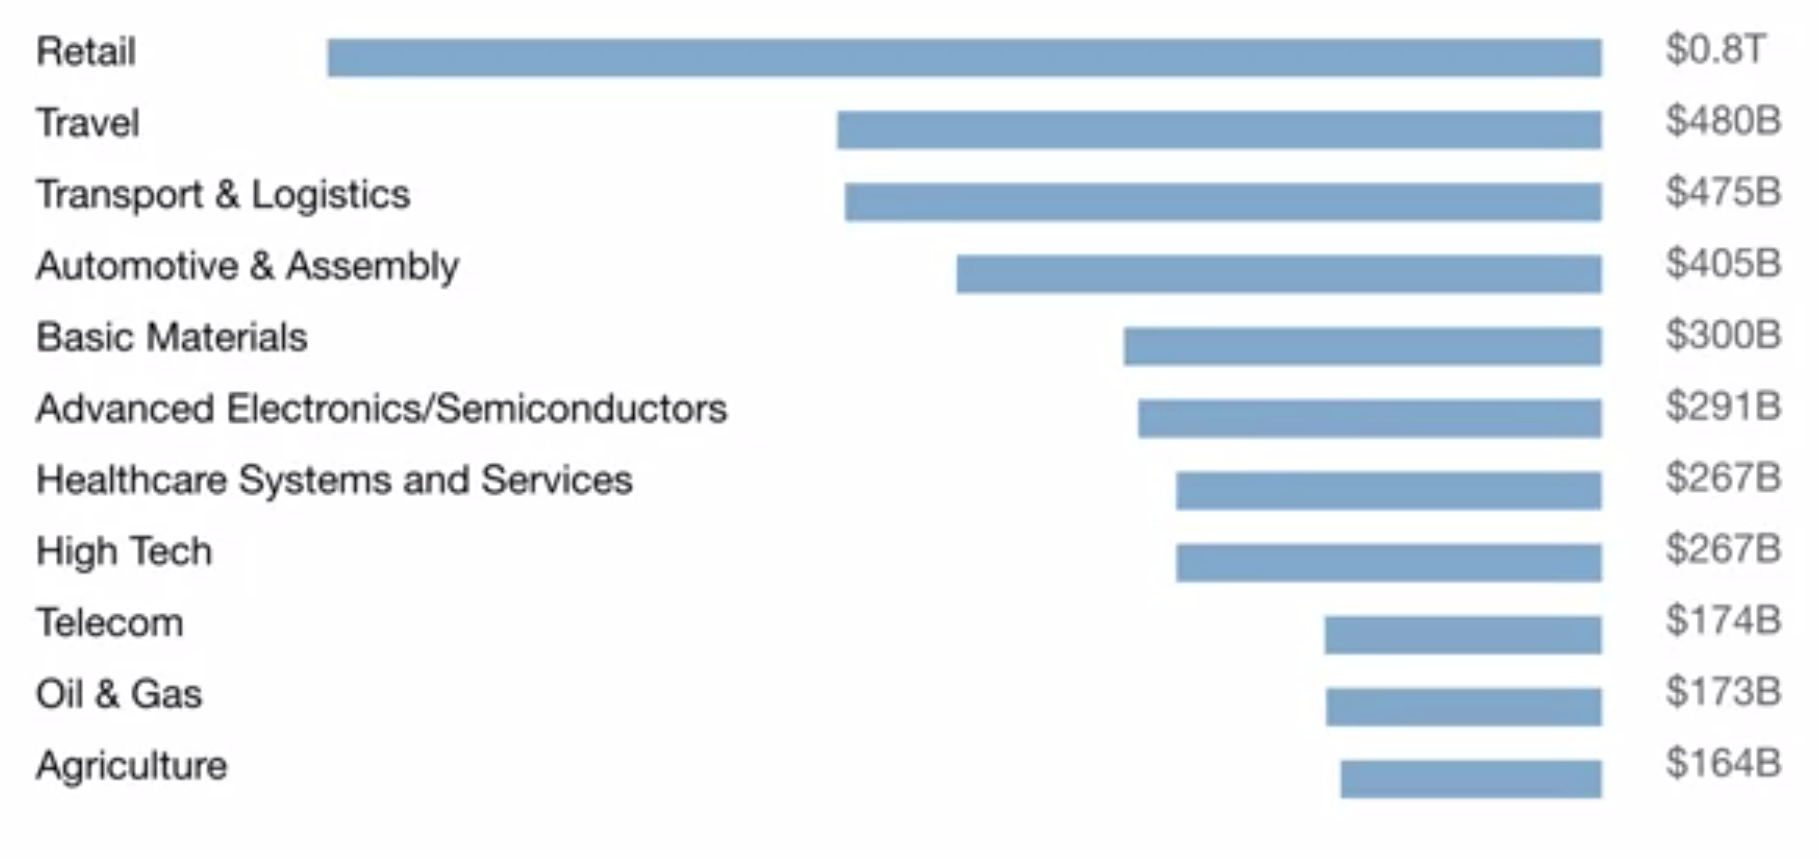 Retail $0.8T
Travel $480B
Transport & Logistics $475B
Automotive & Assembly $405B
Basic Materials $300B
Advanced Electronics/Semiconductors $291B
Healthcare Systems and Services $267B
High Tech $267B
Telecom $174B
Oil & Gas $173B
Agriculture $164B